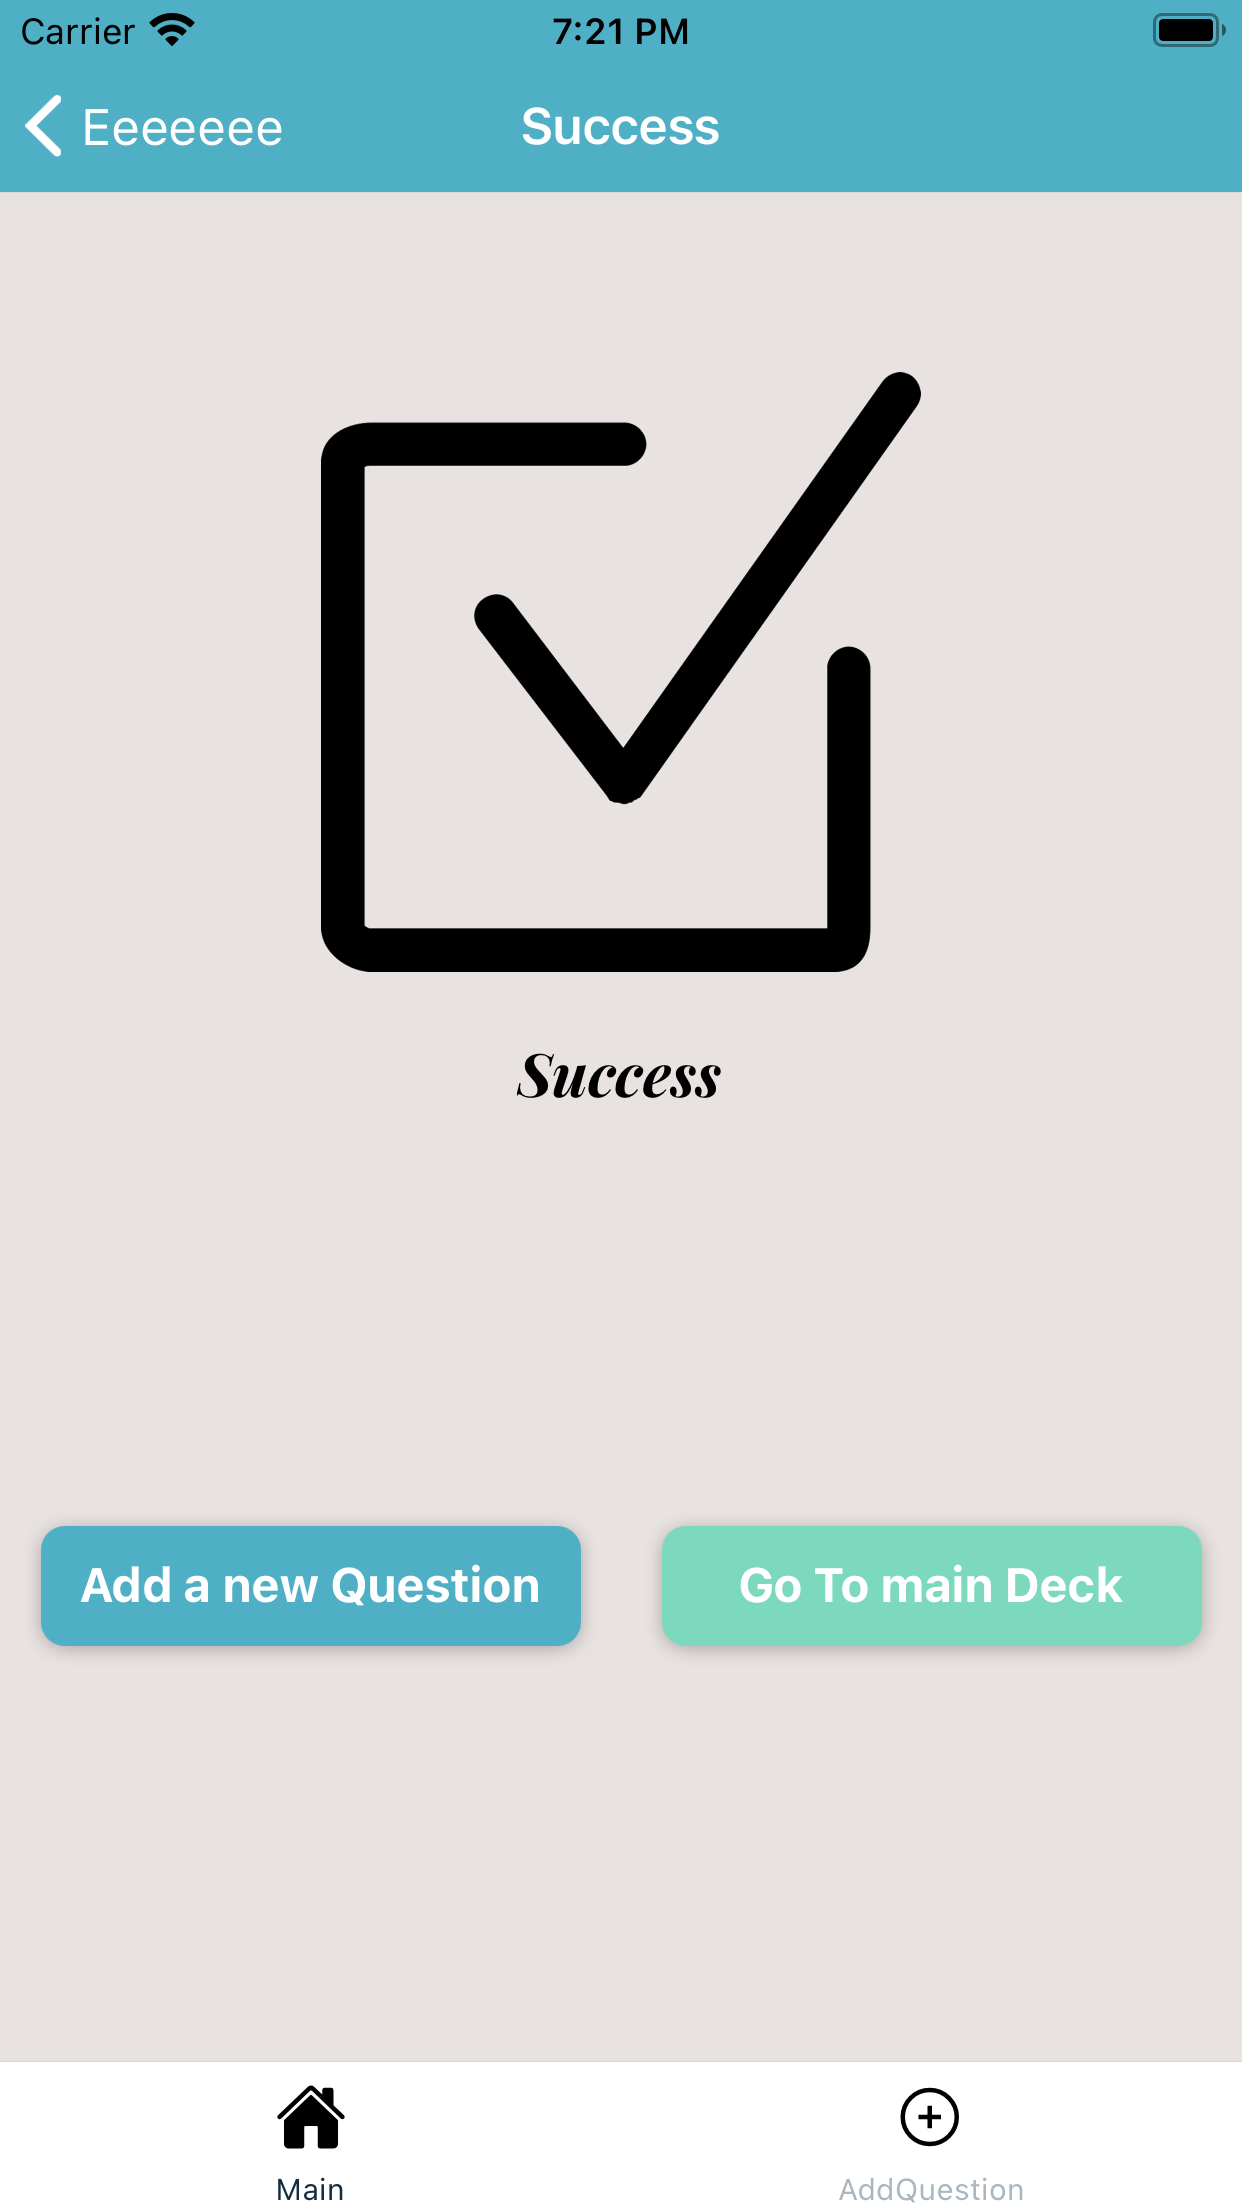 Carrier 7:21 PM
Eeeeeee Success
Success
Add a new Question Go To main Deck
Main AddQuestion